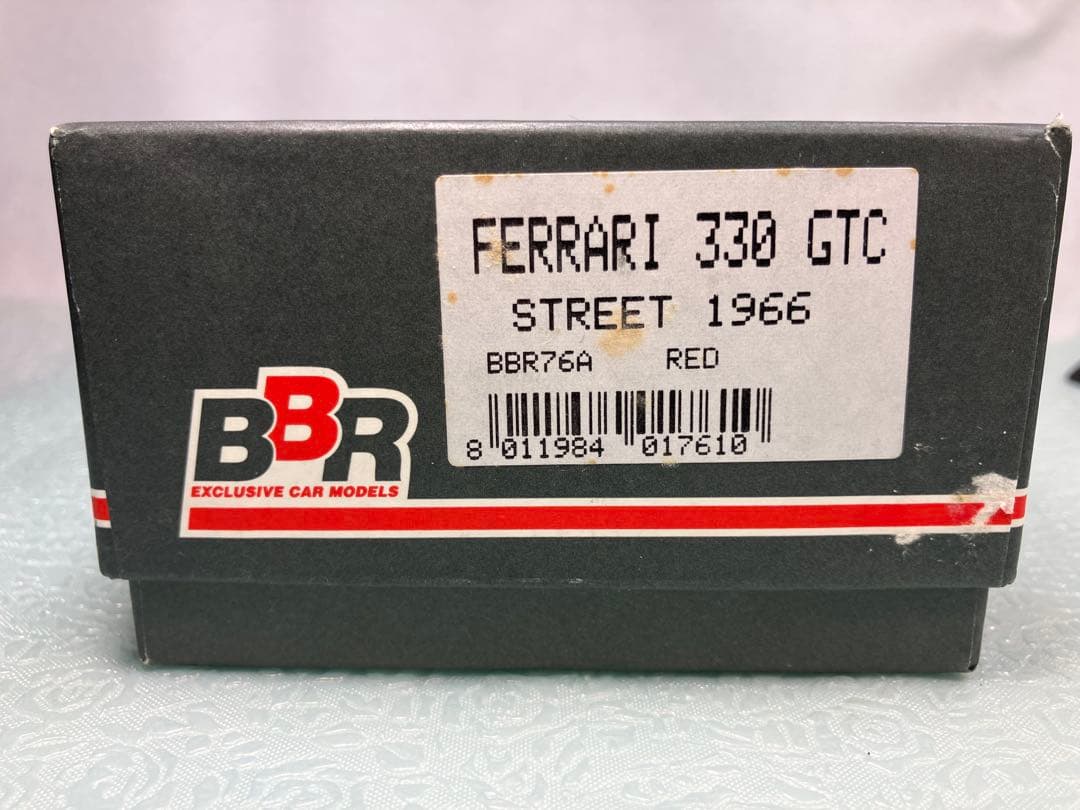 FERRARI 330 GTC
STREET 1966
BBR76A RED
8 011984 017610
BBR
EXCLUSIVE CAR MODELS